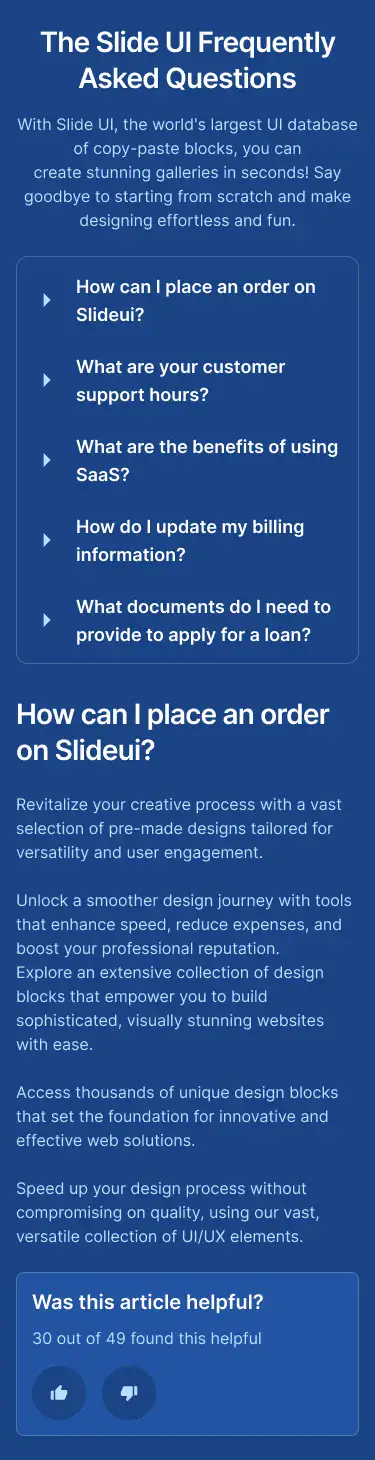 The Slide UI Frequently
Asked Questions
With Slide UI, the world's largest UI database
of copy-paste blocks, you can
create stunning galleries in seconds! Say
goodbye to starting from scratch and make
designing effortless and fun.
How can I place an order on
Slideui?
What are your customer
support hours?
What are the benefits of using
SaaS?
How do I update my billing
information?
What documents do I need to
provide to apply for a loan?
How can I place an order
on Slideui?
Revitalize your creative process with a vast
selection of pre-made designs tailored for
versatility and user engagement.
Unlock a smoother design journey with tools
that enhance speed, reduce expenses, and
boost your professional reputation.
Explore an extensive collection of design
blocks that empower you to build
sophisticated, visually stunning websites
with ease.
Access thousands of unique design blocks
that set the foundation for innovative and
effective web solutions.
Speed up your design process without
compromising on quality, using our vast,
versatile collection of UI/UX elements.
Was this article helpful?
30 out of 49 found this helpful